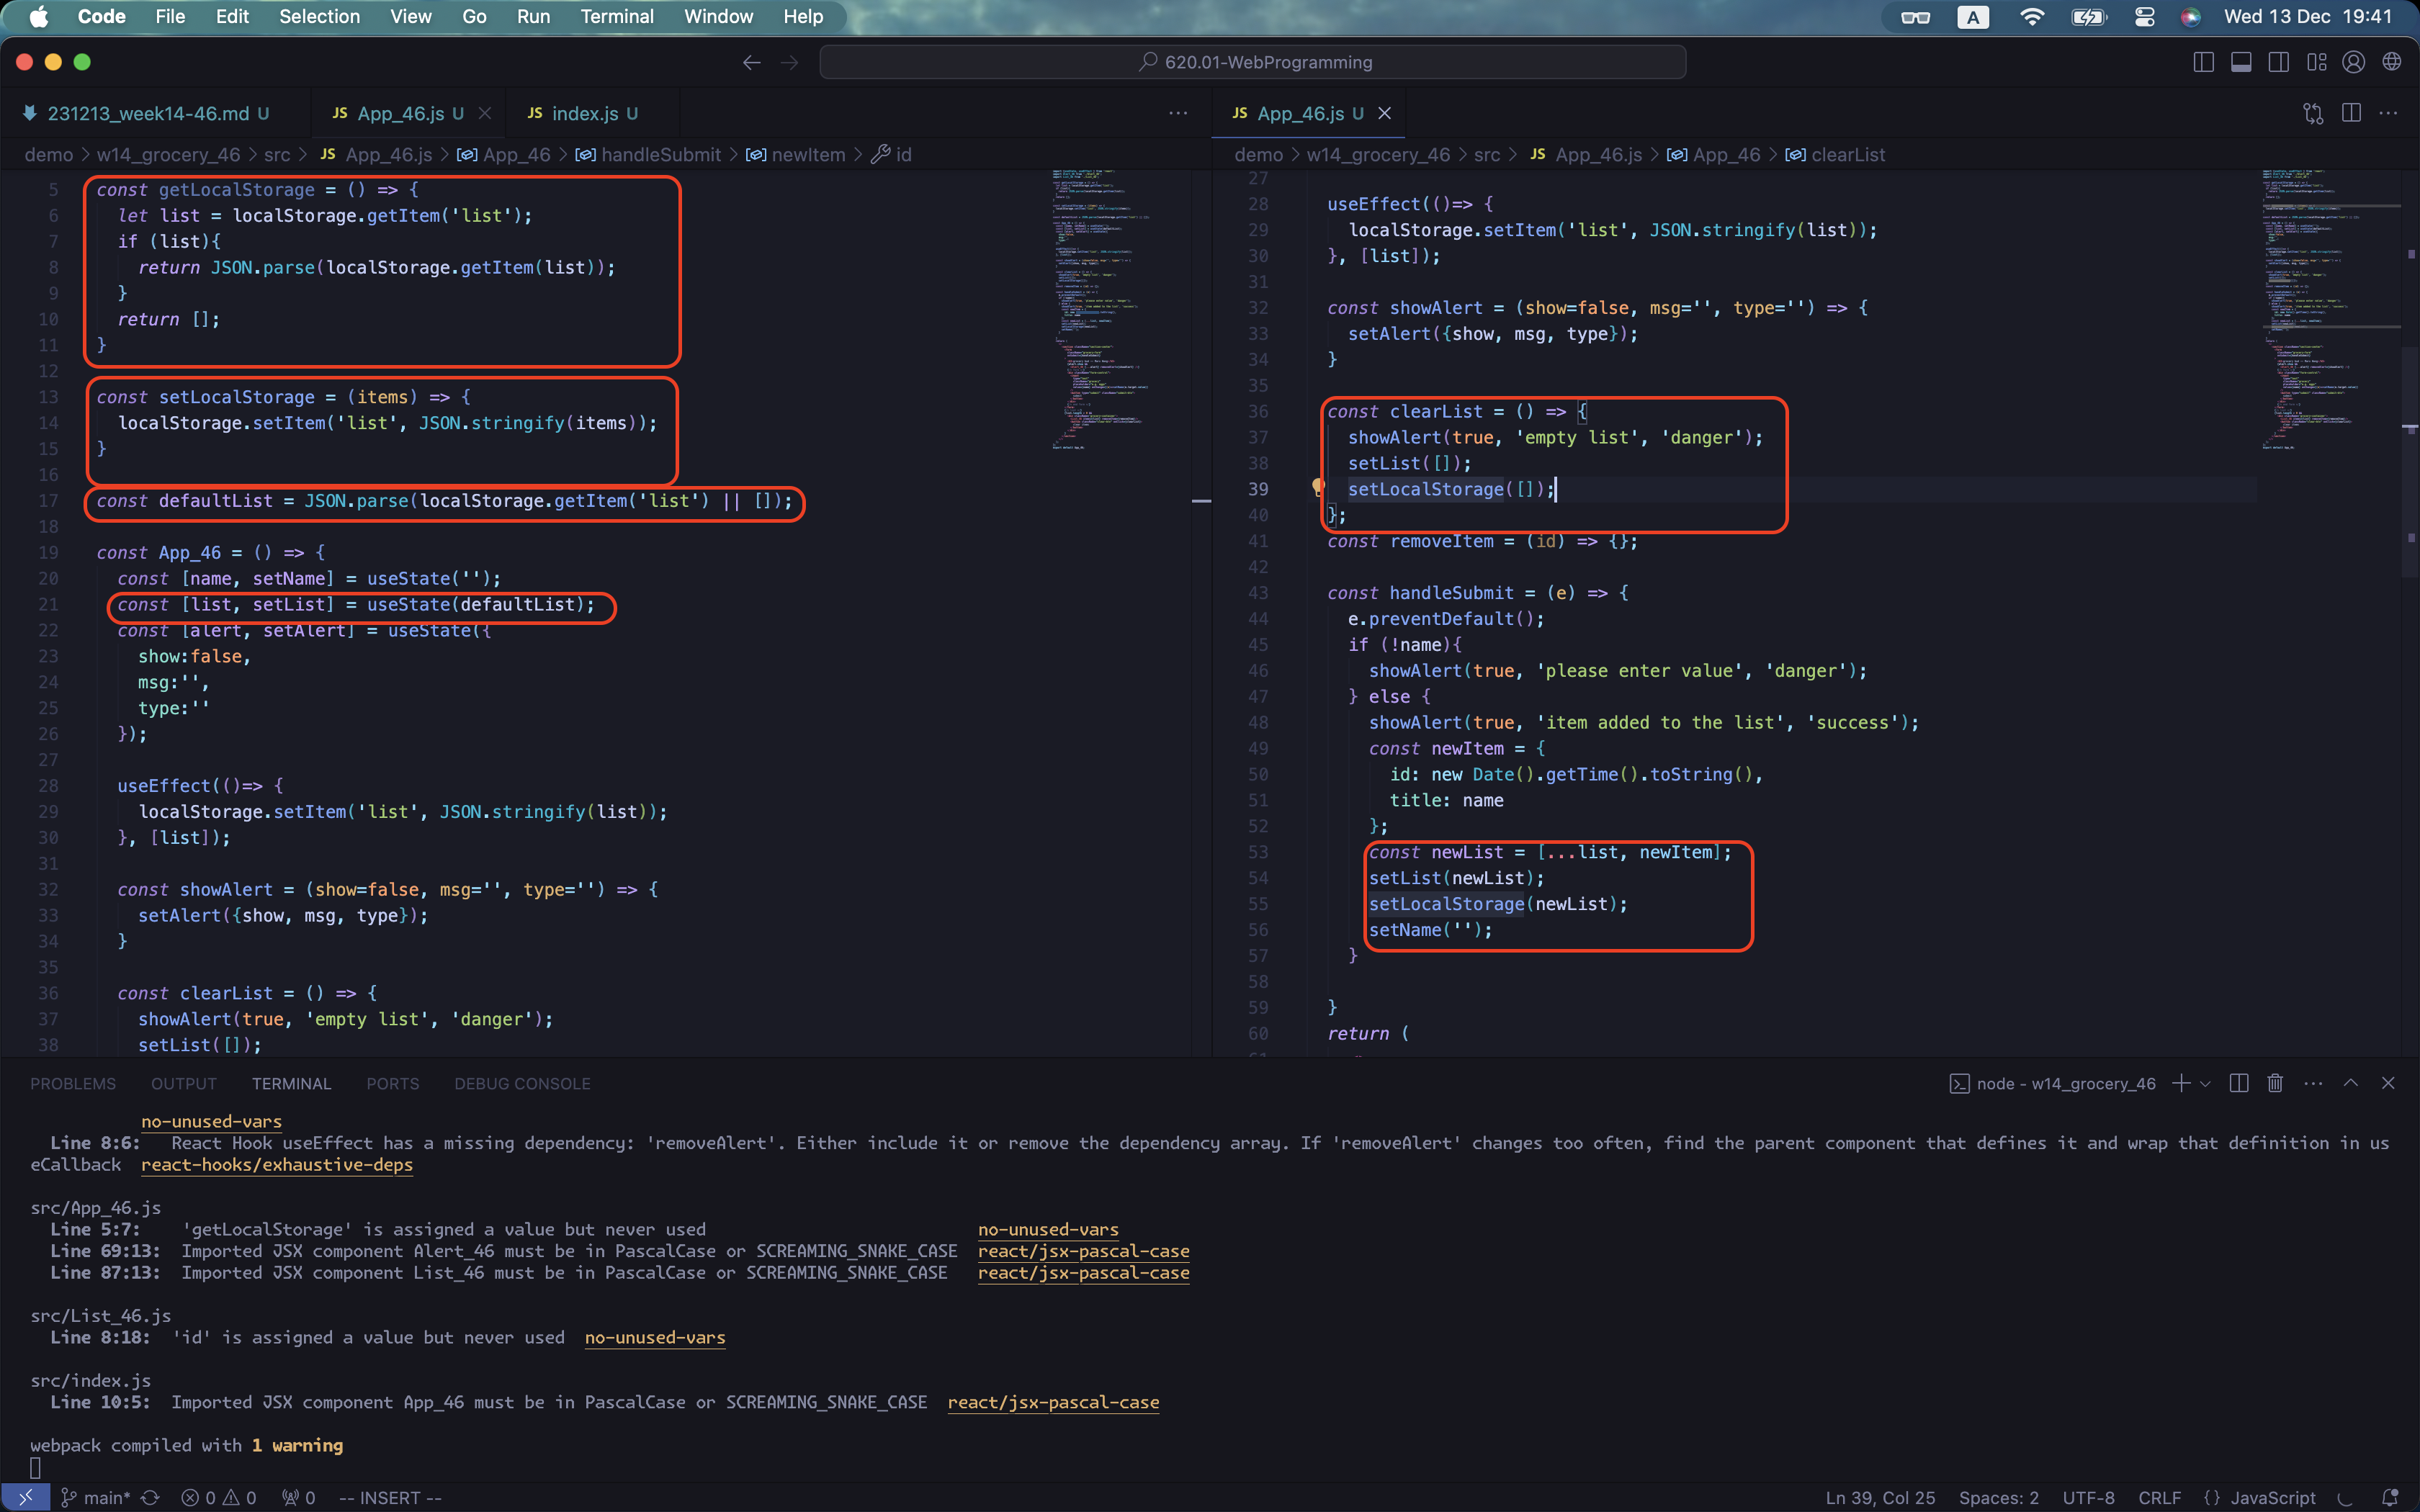 Code File Edit Selection View Go Run Terminal Window Help A Wed 13 Dec 19:41
620.01-WebProgramming
231213_week14-46.md U JS App_46.js U JS index.js U
demo > w14_grocery_46 > src > JS App_46.js > App_46 > handleSubmit > newItem > id
5 const getLocalStorage = () => {
6 let list = localStorage.getItem('list');
7 if (list){
8 return JSON.parse(localStorage.getItem(list));
9 }
10 return [];
11 }
12
13 const setLocalStorage = (items) => {
14 localStorage.setItem('list', JSON.stringify(items));
15 }
16
17 const defaultList = JSON.parse(localStorage.getItem('list') || []);
18
19 const App_46 = () => {
20 const [name, setName] = useState('');
21 const [list, setList] = useState(defaultList);
22 const [alert, setAlert] = useState({
23 show:false,
24 msg:'',
25 type:''
26 });
27
28 useEffect(()=> {
29 localStorage.setItem('list', JSON.stringify(list));
30 }, [list]);
31
32 const showAlert = (show=false, msg='', type='') => {
33 setAlert({show, msg, type});
34 }
35
36 const clearList = () => {
37 showAlert(true, 'empty list', 'danger');
38 setList([]);
JS App_46.js U
demo > w14_grocery_46 > src > JS App_46.js > App_46 > clearList
27
28 useEffect(()=> {
29 localStorage.setItem('list', JSON.stringify(list));
30 }, [list]);
31
32 const showAlert = (show=false, msg='', type='') => {
33 setAlert({show, msg, type});
34 }
35
36 const clearList = () => {
37 showAlert(true, 'empty list', 'danger');
38 setList([]);
39 setLocalStorage([]);
40 };
41 const removeItem = (id) => {};
42
43 const handleSubmit = (e) => {
44 e.preventDefault();
45 if (!name){
46 showAlert(true, 'please enter value', 'danger');
47 } else {
48 showAlert(true, 'item added to the list', 'success');
49 const newItem = {
50 id: new Date().getTime().toString(),
51 title: name
52 };
53 const newList = [...list, newItem];
54 setList(newList);
55 setLocalStorage(newList);
56 setName('');
57 }
58
59 }
60 return (
PROBLEMS OUTPUT TERMINAL PORTS DEBUG CONSOLE node - w14_grocery_46
no-unused-vars
Line 8:6: React Hook useEffect has a missing dependency: 'removeAlert'. Either include it or remove the dependency array. If 'removeAlert' changes too often, find the parent component that defines it and wrap that definition in us
eCallback react-hooks/exhaustive-deps
src/App_46.js
Line 5:7: 'getLocalStorage' is assigned a value but never used no-unused-vars
Line 69:13: Imported JSX component Alert_46 must be in PascalCase or SCREAMING_SNAKE_CASE react/jsx-pascal-case
Line 87:13: Imported JSX component List_46 must be in PascalCase or SCREAMING_SNAKE_CASE react/jsx-pascal-case
src/List_46.js
Line 8:18: 'id' is assigned a value but never used no-unused-vars
src/index.js
Line 10:5: Imported JSX component App_46 must be in PascalCase or SCREAMING_SNAKE_CASE react/jsx-pascal-case
webpack compiled with 1 warning
main* 0 0 0 -- INSERT -- Ln 39, Col 25 Spaces: 2 UTF-8 CRLF {} JavaScript